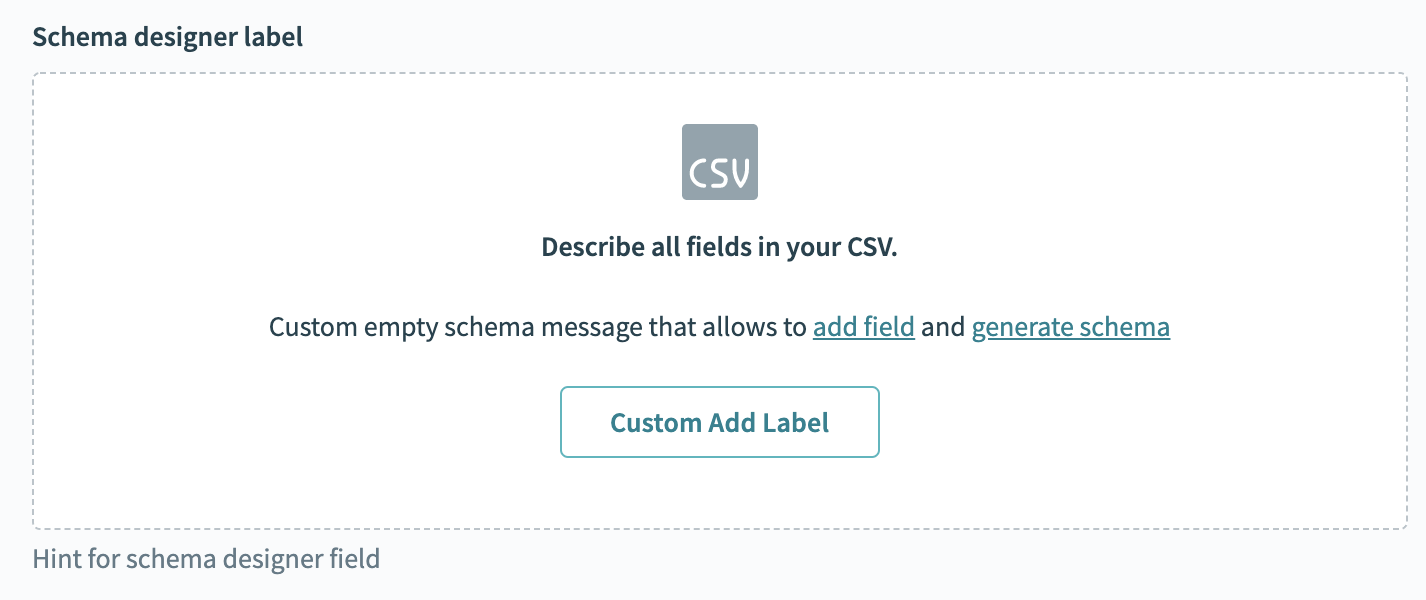 Schema designer label
CSV
Describe all fields in your CSV.
Custom empty schema message that allows to add field and generate schema
Custom Add Label
Hint for schema designer field